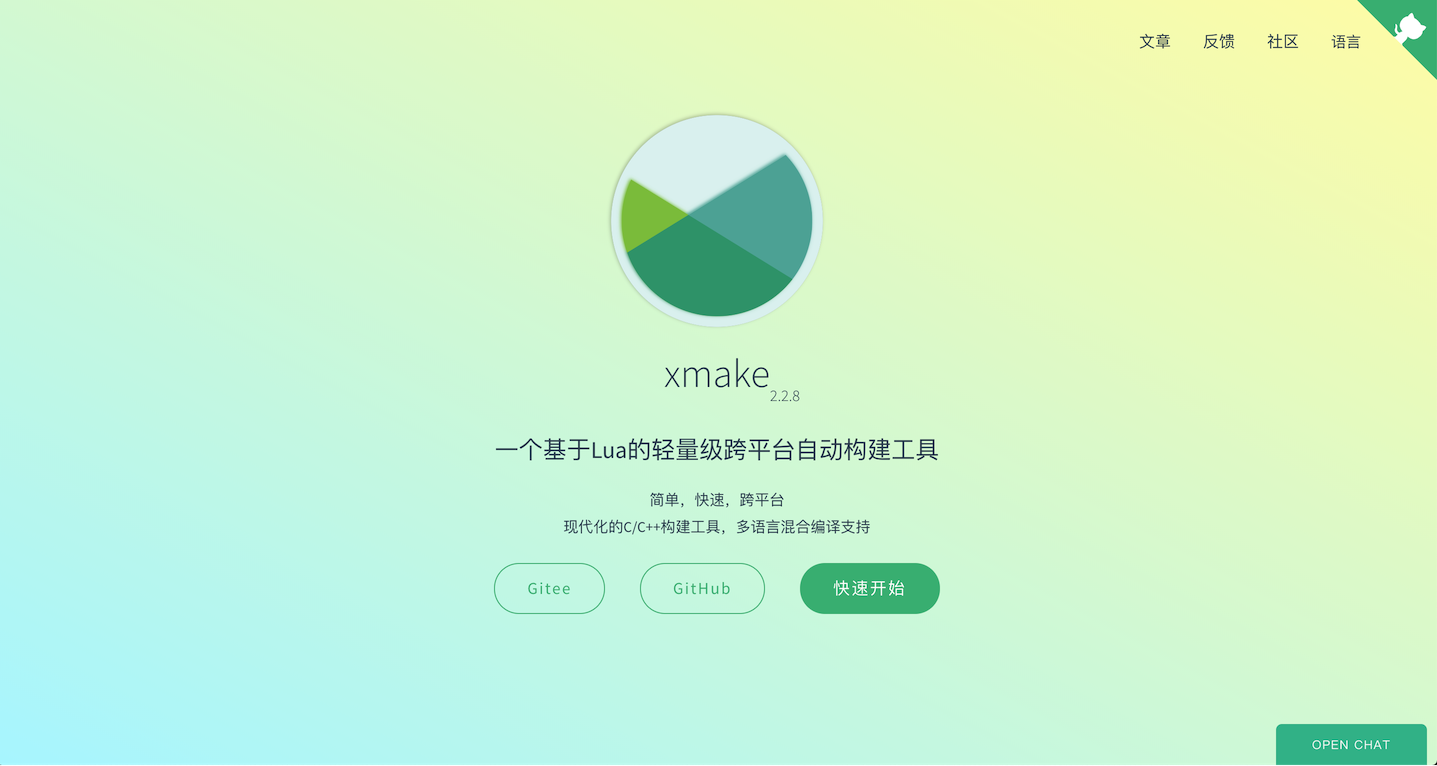 文章 反馈 社区 语言
xmake 2.2.8
一个基于Lua的轻量级跨平台自动构建工具
简单，快速，跨平台
现代化的C/C++构建工具，多语言混合编译支持
Gitee GitHub 快速开始
OPEN CHAT